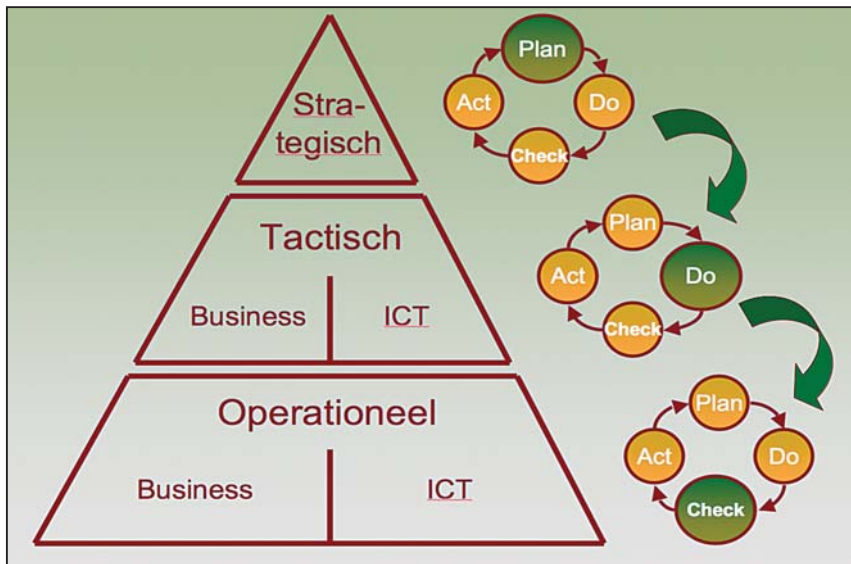 Stra-
tegisch
Tactisch
Business
ICT
Operationeel
Business
ICT
Plan
Do
Check
Act
Plan
Do
Check
Act
Plan
Do
Check
Act